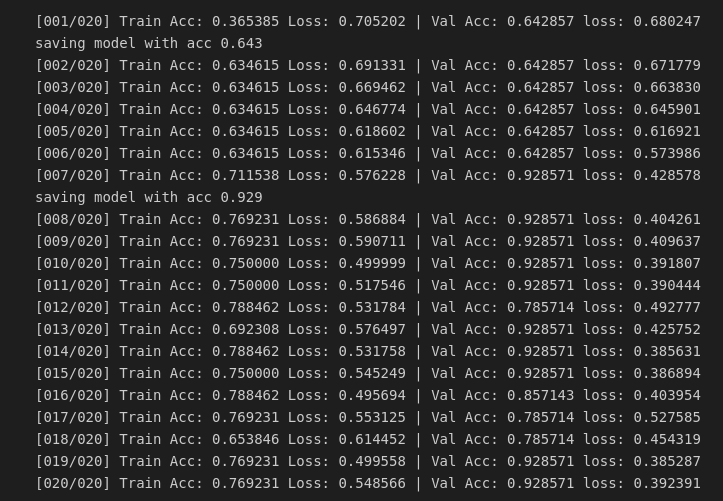 [001/020] Train Acc: 0.365385 Loss: 0.705202 | Val Acc: 0.642857 loss: 0.680247
saving model with acc 0.643
[002/020] Train Acc: 0.634615 Loss: 0.691331 | Val Acc: 0.642857 loss: 0.671779
[003/020] Train Acc: 0.634615 Loss: 0.669462 | Val Acc: 0.642857 loss: 0.663830
[004/020] Train Acc: 0.634615 Loss: 0.646774 | Val Acc: 0.642857 loss: 0.645901
[005/020] Train Acc: 0.634615 Loss: 0.618602 | Val Acc: 0.642857 loss: 0.616921
[006/020] Train Acc: 0.634615 Loss: 0.615346 | Val Acc: 0.642857 loss: 0.573986
[007/020] Train Acc: 0.711538 Loss: 0.576228 | Val Acc: 0.928571 loss: 0.428578
saving model with acc 0.929
[008/020] Train Acc: 0.769231 Loss: 0.586884 | Val Acc: 0.928571 loss: 0.404261
[009/020] Train Acc: 0.769231 Loss: 0.590711 | Val Acc: 0.928571 loss: 0.409637
[010/020] Train Acc: 0.750000 Loss: 0.499999 | Val Acc: 0.928571 loss: 0.391807
[011/020] Train Acc: 0.750000 Loss: 0.517546 | Val Acc: 0.928571 loss: 0.390444
[012/020] Train Acc: 0.788462 Loss: 0.531784 | Val Acc: 0.785714 loss: 0.492777
[013/020] Train Acc: 0.692308 Loss: 0.576497 | Val Acc: 0.928571 loss: 0.425752
[014/020] Train Acc: 0.788462 Loss: 0.531758 | Val Acc: 0.928571 loss: 0.385631
[015/020] Train Acc: 0.750000 Loss: 0.545249 | Val Acc: 0.928571 loss: 0.386894
[016/020] Train Acc: 0.788462 Loss: 0.495694 | Val Acc: 0.857143 loss: 0.403954
[017/020] Train Acc: 0.769231 Loss: 0.553125 | Val Acc: 0.785714 loss: 0.527585
[018/020] Train Acc: 0.653846 Loss: 0.614452 | Val Acc: 0.785714 loss: 0.454319
[019/020] Train Acc: 0.769231 Loss: 0.499558 | Val Acc: 0.928571 loss: 0.385287
[020/020] Train Acc: 0.769231 Loss: 0.548566 | Val Acc: 0.928571 loss: 0.392391